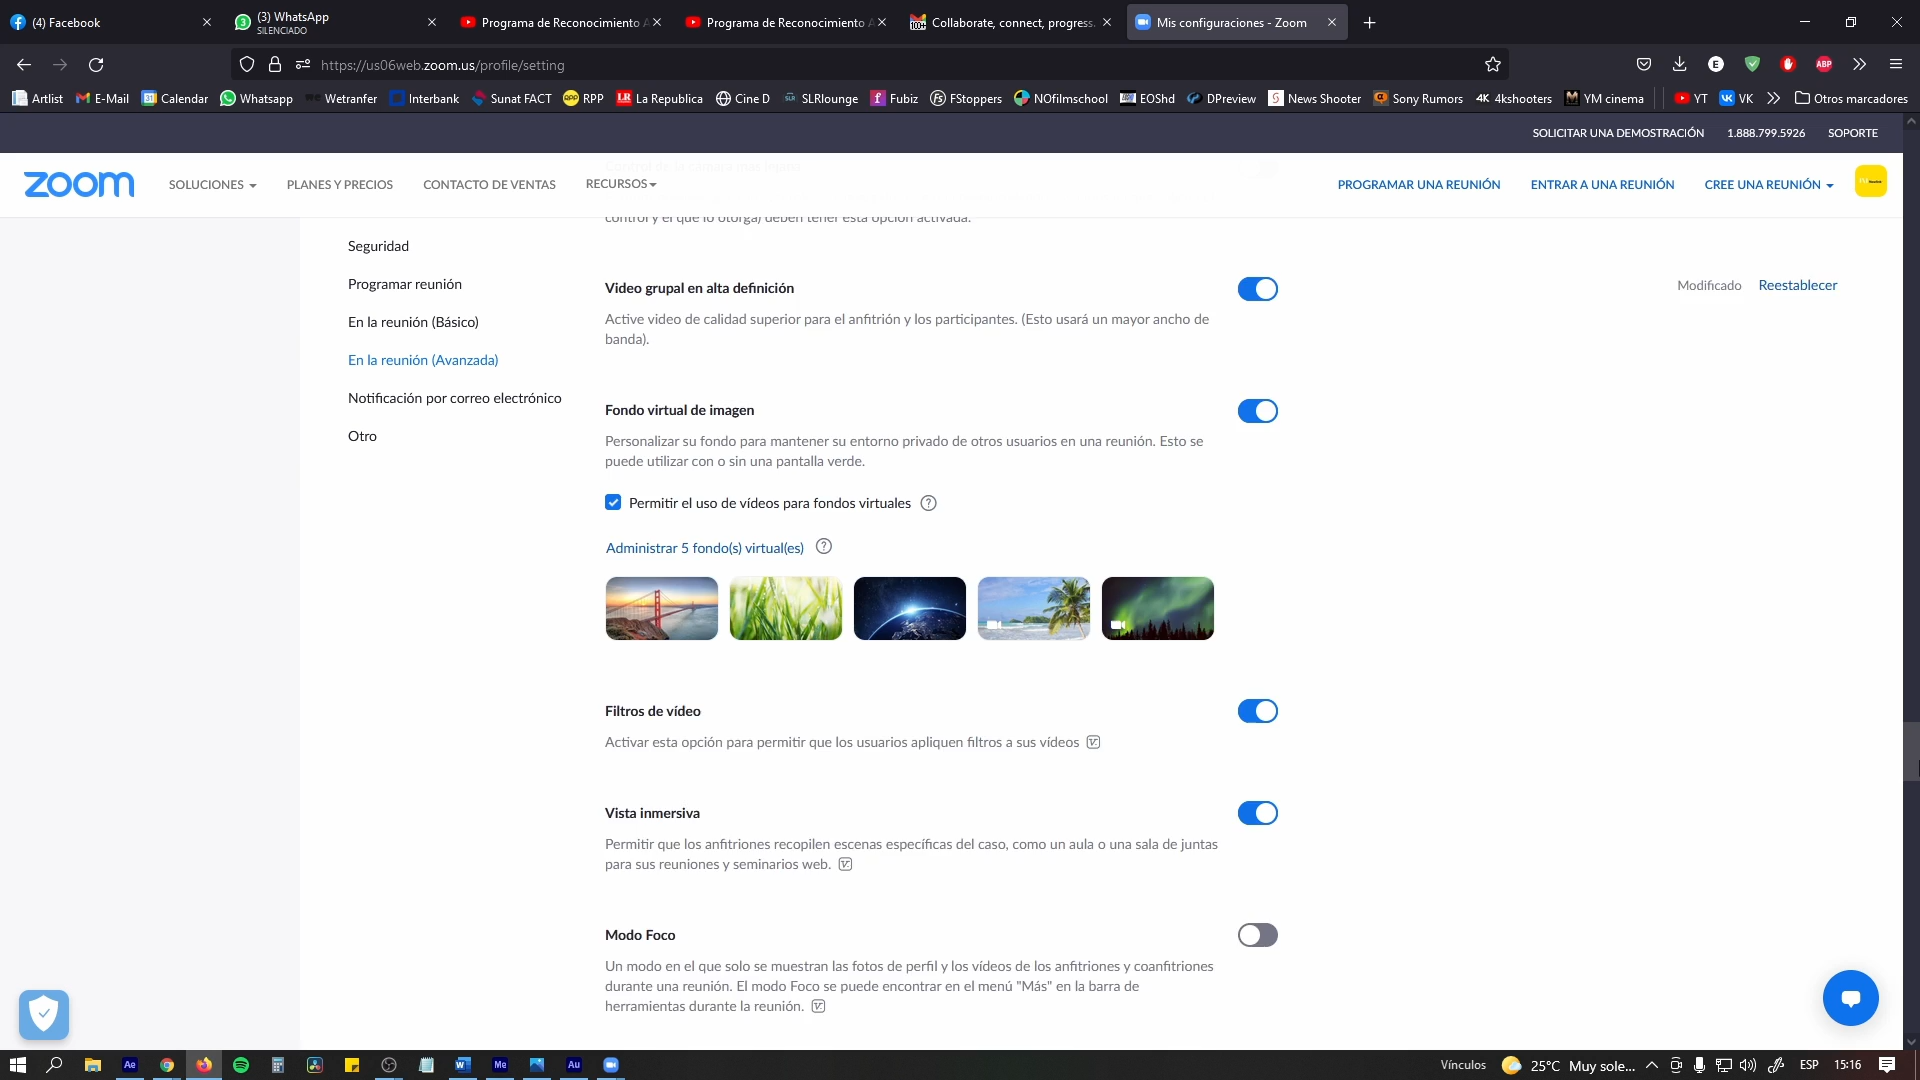 (4) Facebook
(3) WhatsApp
SILENCIADO
Programa de Reconocimiento A
Programa de Reconocimiento A
Collaborate, connect, progress.
Mis configuraciones - Zoom
https://us06web.zoom.us/profile/setting
Artlist
E-Mail
Calendar
Whatsapp
Wetranfer
Interbank
Sunat FACT
RPP
La Republica
Cine D
SLRlounge
Fubiz
FStoppers
NOfilmschool
EOShd
DPreview
News Shooter
Sony Rumors
4K 4kshooters
YM cinema
YT
VK
Otros marcadores
SOLICITAR UNA DEMOSTRACIÓN
1.888.799.5926
SOPORTE
zoom
SOLUCIONES
PLANES Y PRECIOS
CONTACTO DE VENTAS
RECURSOS
PROGRAMAR UNA REUNIÓN
ENTRAR A UNA REUNIÓN
CREE UNA REUNIÓN
control y el que lo otorga) deben tener esta opción activada.
Seguridad
Programar reunión
En la reunión (Básico)
En la reunión (Avanzada)
Notificación por correo electrónico
Otro
Video grupal en alta definición
Modificado
Reestablecer
Active video de calidad superior para el anfitrión y los participantes. (Esto usará un mayor ancho de
banda).
Fondo virtual de imagen
Personalizar su fondo para mantener su entorno privado de otros usuarios en una reunión. Esto se
puede utilizar con o sin una pantalla verde.
Permitir el uso de vídeos para fondos virtuales
Administrar 5 fondo(s) virtual(es)
Filtros de vídeo
Activar esta opción para permitir que los usuarios apliquen filtros a sus vídeos
Vista inmersiva
Permitir que los anfitriones recopilen escenas específicas del caso, como un aula o una sala de juntas
para sus reuniones y seminarios web.
Modo Foco
Un modo en el que solo se muestran las fotos de perfil y los vídeos de los anfitriones y coanfitriones
durante una reunión. El modo Foco se puede encontrar en el menú "Más" en la barra de
herramientas durante la reunión.
Vínculos
25°C Muy sole...
ESP
15:16